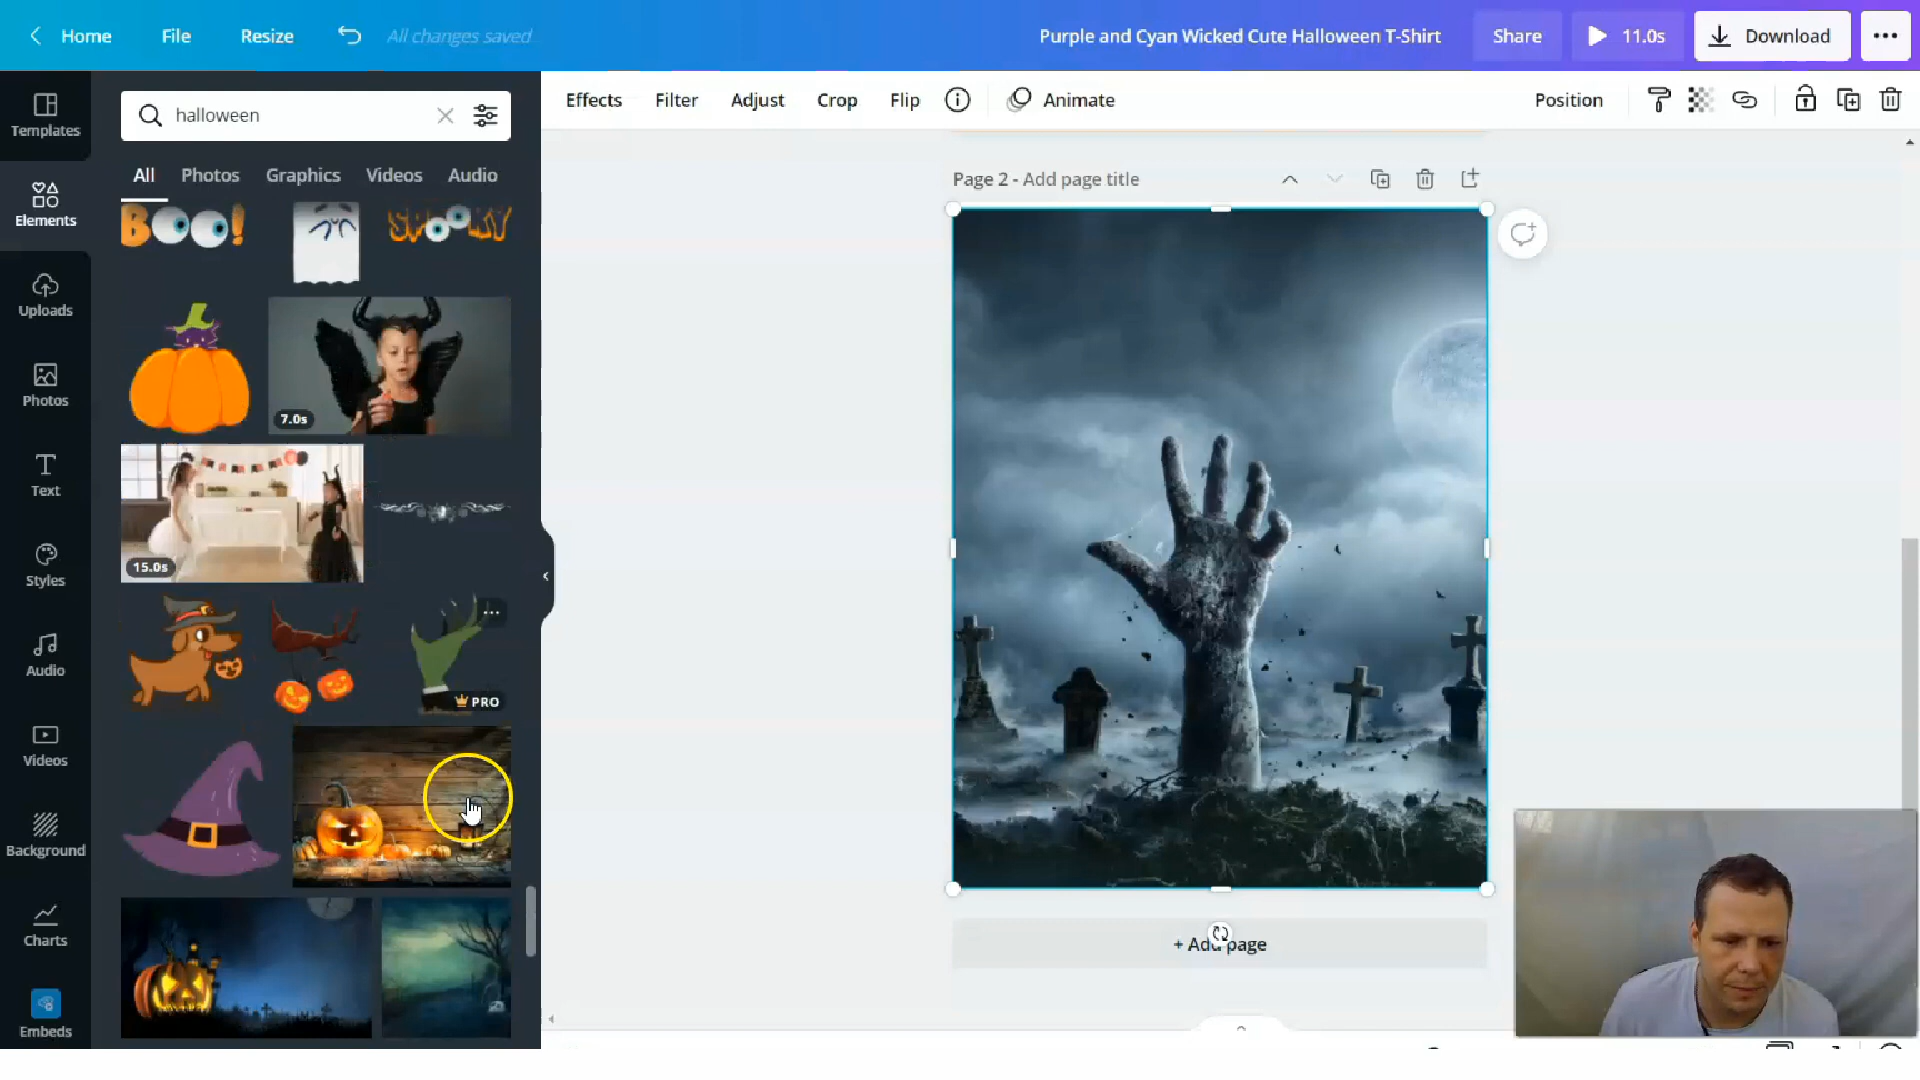 Home File Resize All changes saved Purple and Cyan Wicked Cute Halloween T-Shirt Share 11.0s Download
Templates
Elements
Uploads
Photos
Text
Styles
Audio
Videos
Background
Charts
Embeds
halloween
All Photos Graphics Videos Audio
BOO! SPOOKY
7.0s
15.0s
PRO
Effects Filter Adjust Crop Flip Animate Position
Page 2 - Add page title
+ Add page